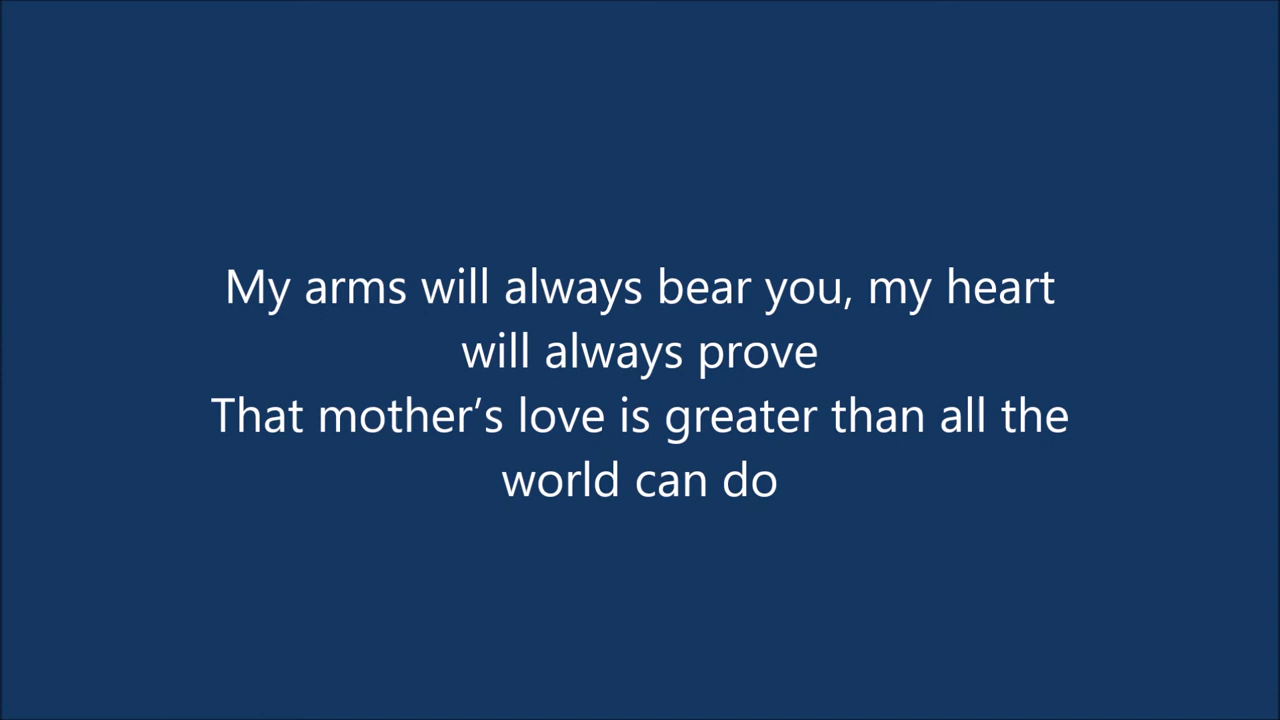 My arms will always bear you, my heart
will always prove
That mother’s love is greater than all the
world can do